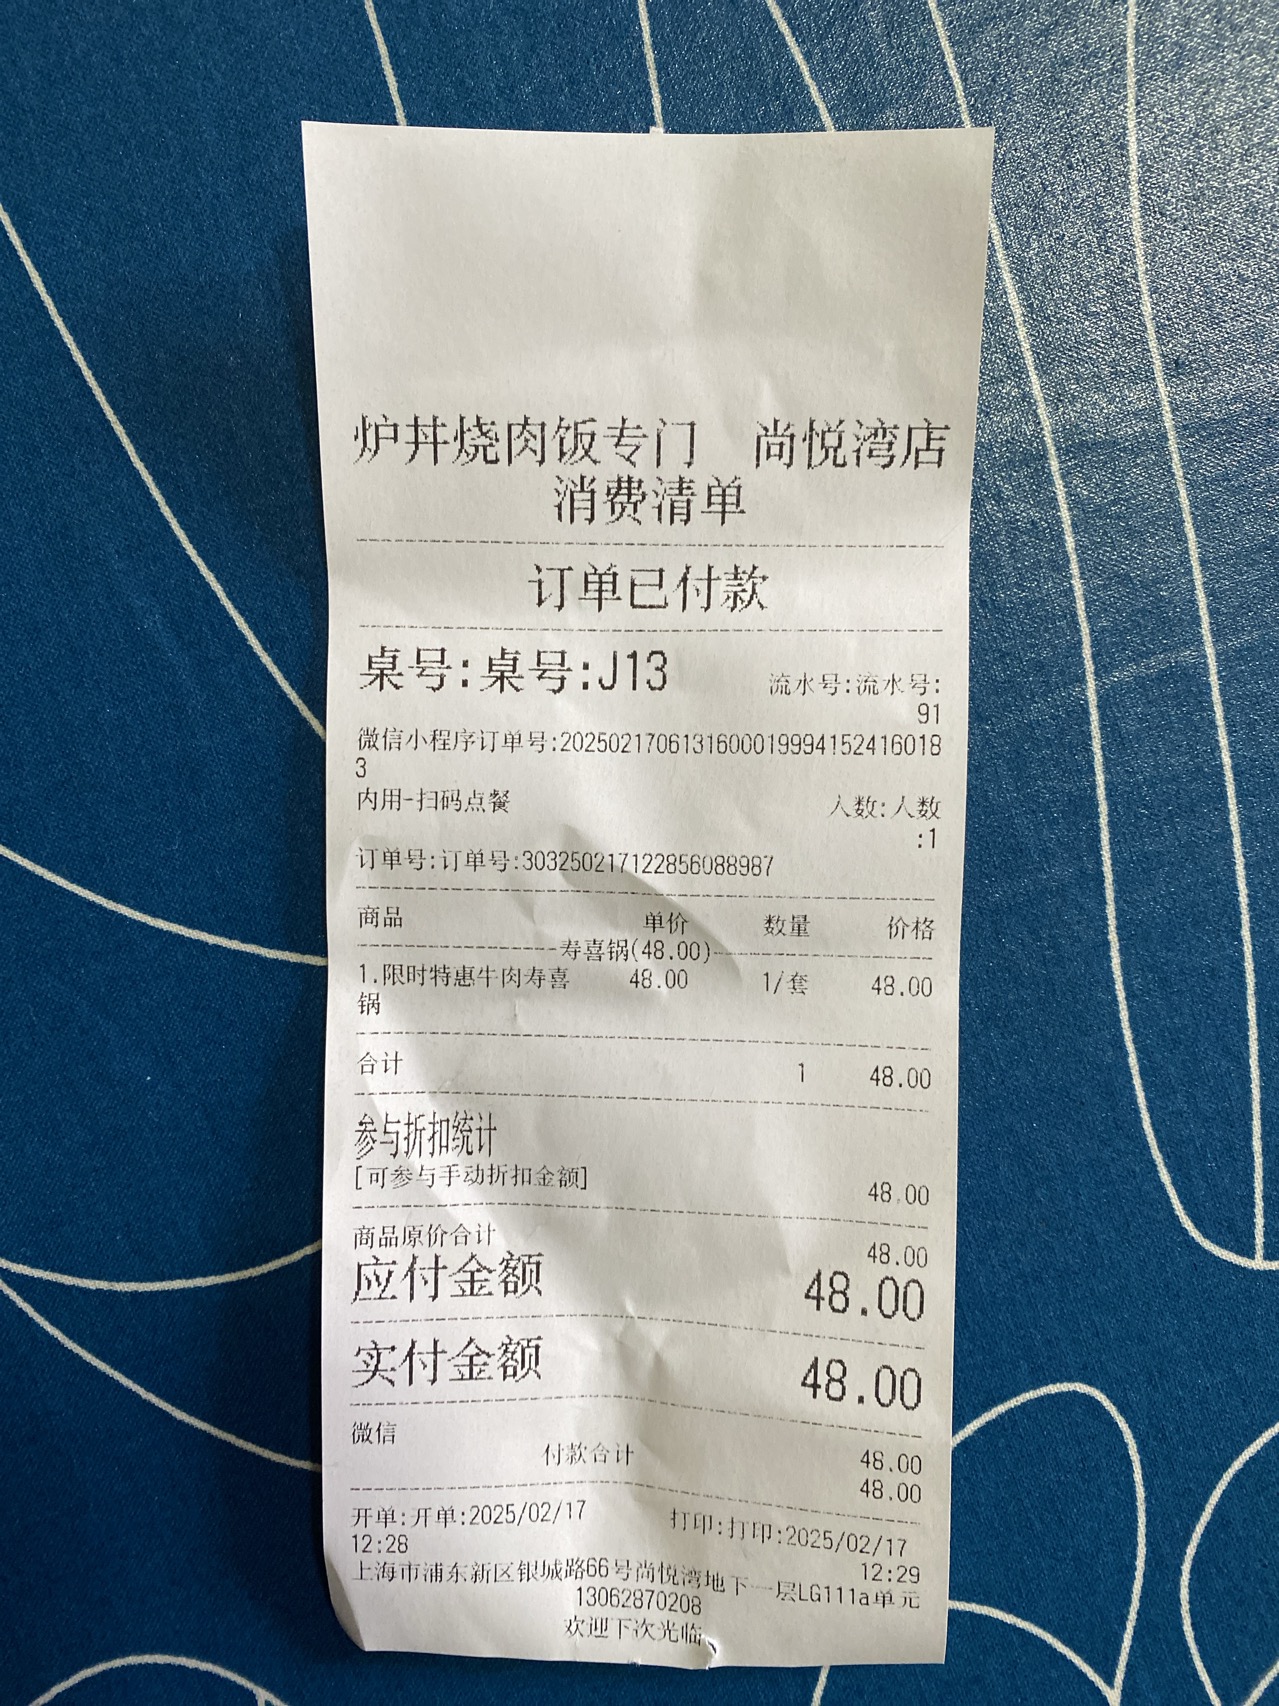 炉丼烧肉饭专门 尚悦湾店
消费清单
订单已付款
桌号:桌号:J13 流水号:流水号:
91
微信小程序订单号:2025021706131600019994152416018
3
内用-扫码点餐 人数:人数
:1
订单号:订单号:303250217122856088987
商品 单价 数量 价格
寿喜锅(48.00)
1.限时特惠牛肉寿喜 48.00 1/套 48.00
锅
合计 1 48.00
参与折扣统计
[可参与手动折扣金额] 48.00
商品原价合计 48.00
应付金额 48.00
实付金额 48.00
微信 48.00
付款合计 48.00
开单:开单:2025/02/17 打印:打印:2025/02/17
12:28 12:29
上海市浦东新区银城路66号尚悦湾地下一层LG111a单元
13062870208
欢迎下次光临